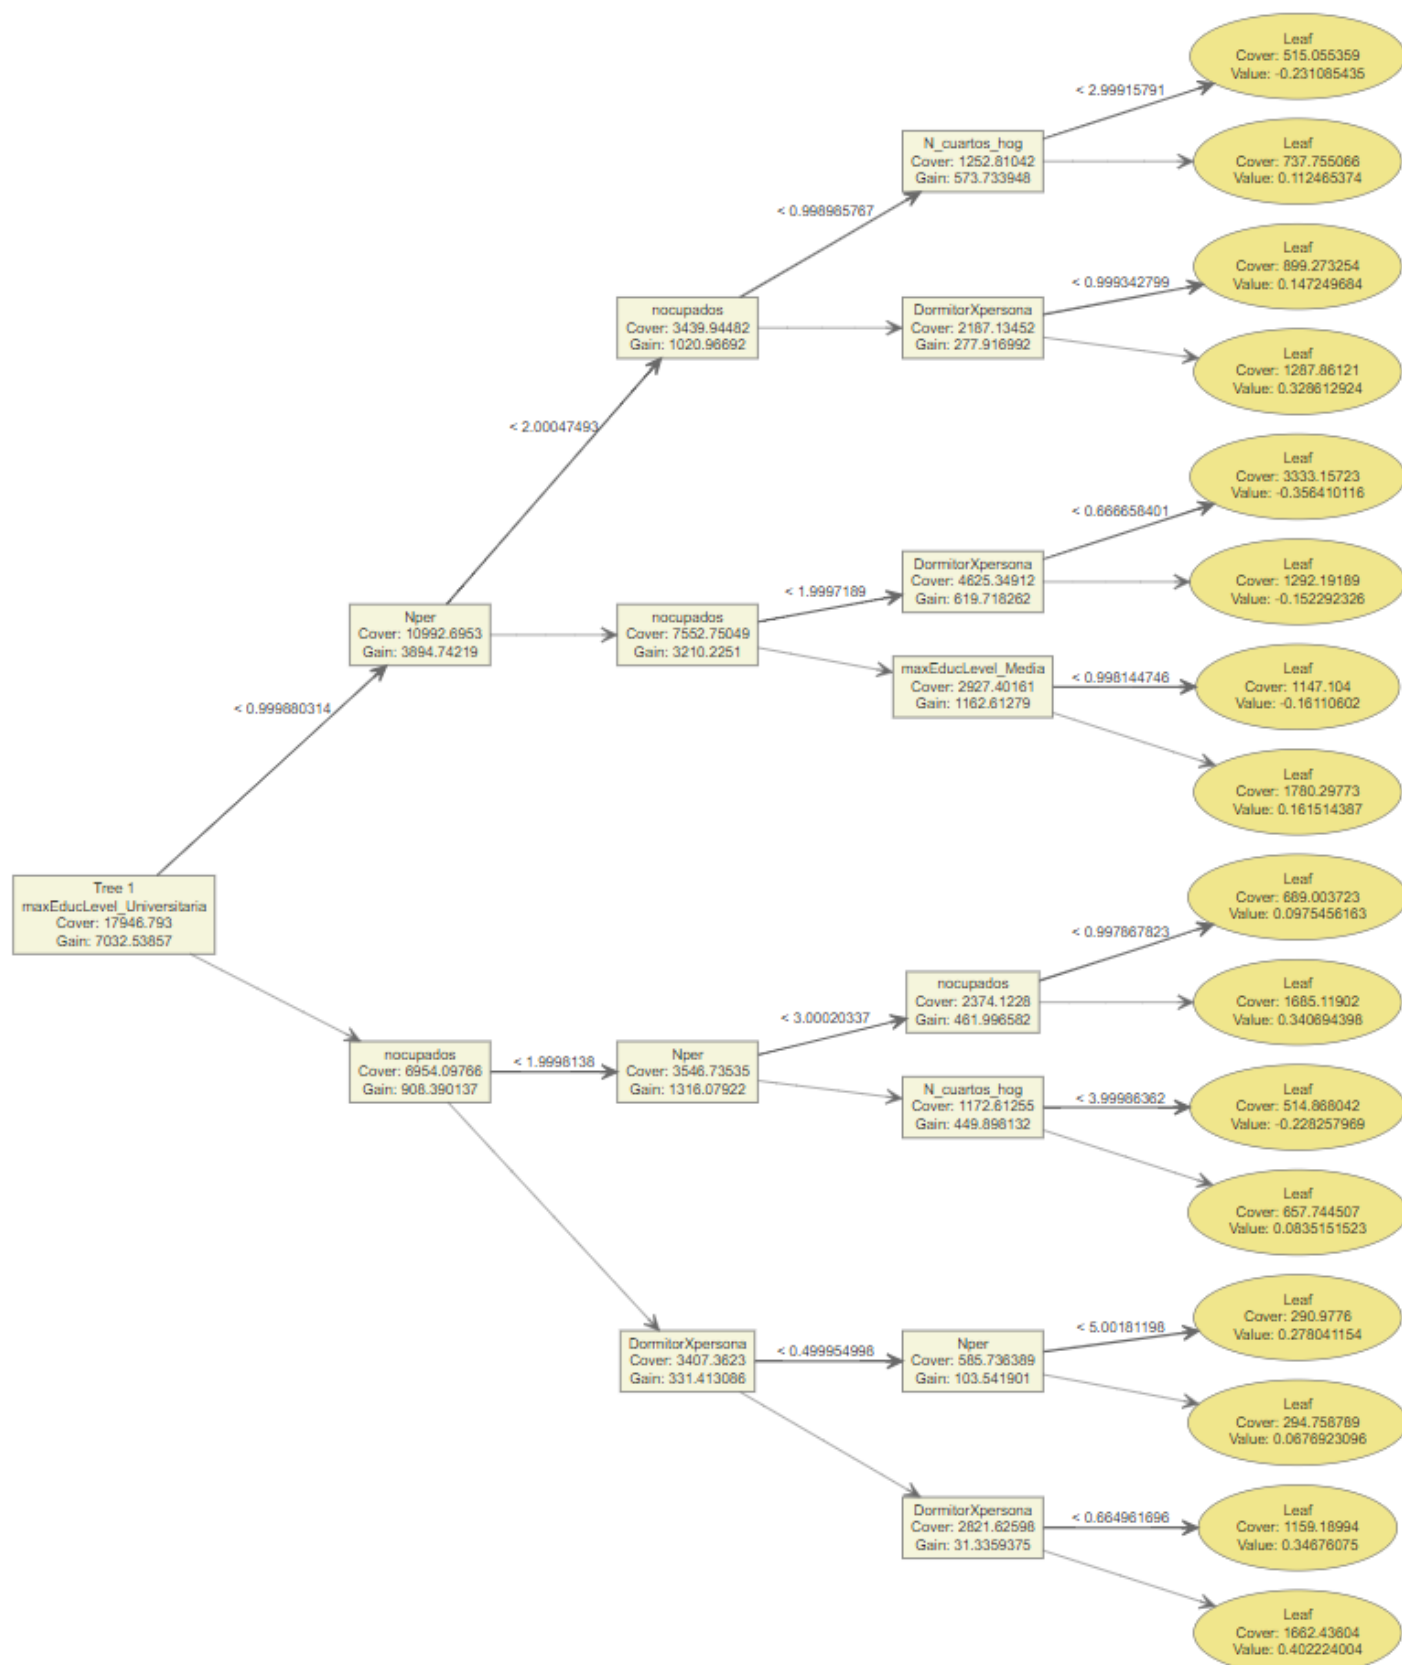 Leaf
Cover: 515.055359
Value: -0.231085435
< 2.99915791
N_cuartos_hog
Cover: 1252.81042
Gain: 573.733948
Leaf
Cover: 737.755066
Value: 0.112465374
< 0.998985767
Leaf
Cover: 899.273254
Value: 0.147249684
< 0.999342799
nocupados
Cover: 3439.94482
Gain: 1020.96692
DormitorXpersona
Cover: 2187.13452
Gain: 277.916992
Leaf
Cover: 1287.86121
Value: 0.328612924
< 2.00047493
Leaf
Cover: 3333.15723
Value: -0.356410116
< 0.666658401
DormitorXpersona
Cover: 4625.34912
Gain: 619.718262
Leaf
Cover: 1292.19189
Value: -0.152292326
< 1.9997189
Nper
Cover: 10992.6953
Gain: 3894.74219
nocupados
Cover: 7552.75049
Gain: 3210.2251
maxEducLevel_Media
Cover: 2927.40161
Gain: 1162.61279
< 0.998144746
Leaf
Cover: 1147.104
Value: -0.16110602
< 0.999880314
Leaf
Cover: 1780.29773
Value: 0.161514387
Tree 1
maxEducLevel_Universitaria
Cover: 17946.793
Gain: 7032.53857
Leaf
Cover: 689.003723
Value: 0.0975456163
< 0.997867823
nocupados
Cover: 2374.1228
Gain: 461.996582
Leaf
Cover: 1685.11902
Value: 0.340694398
< 3.00020337
nocupados
Cover: 6954.09766
Gain: 908.390137
< 1.9998138
Nper
Cover: 3546.73535
Gain: 1316.07922
N_cuartos_hog
Cover: 1172.61255
Gain: 449.898132
< 3.99986362
Leaf
Cover: 514.868042
Value: -0.228257969
Leaf
Cover: 657.744507
Value: 0.0835151523
Leaf
Cover: 290.9776
Value: 0.278041154
< 5.00181198
DormitorXpersona
Cover: 3407.3623
Gain: 331.413086
< 0.499954998
Nper
Cover: 585.736389
Gain: 103.541901
Leaf
Cover: 294.758789
Value: 0.0676923096
DormitorXpersona
Cover: 2821.62598
Gain: 31.3359375
< 0.664961696
Leaf
Cover: 1159.18994
Value: 0.34676075
Leaf
Cover: 1662.43604
Value: 0.402224004